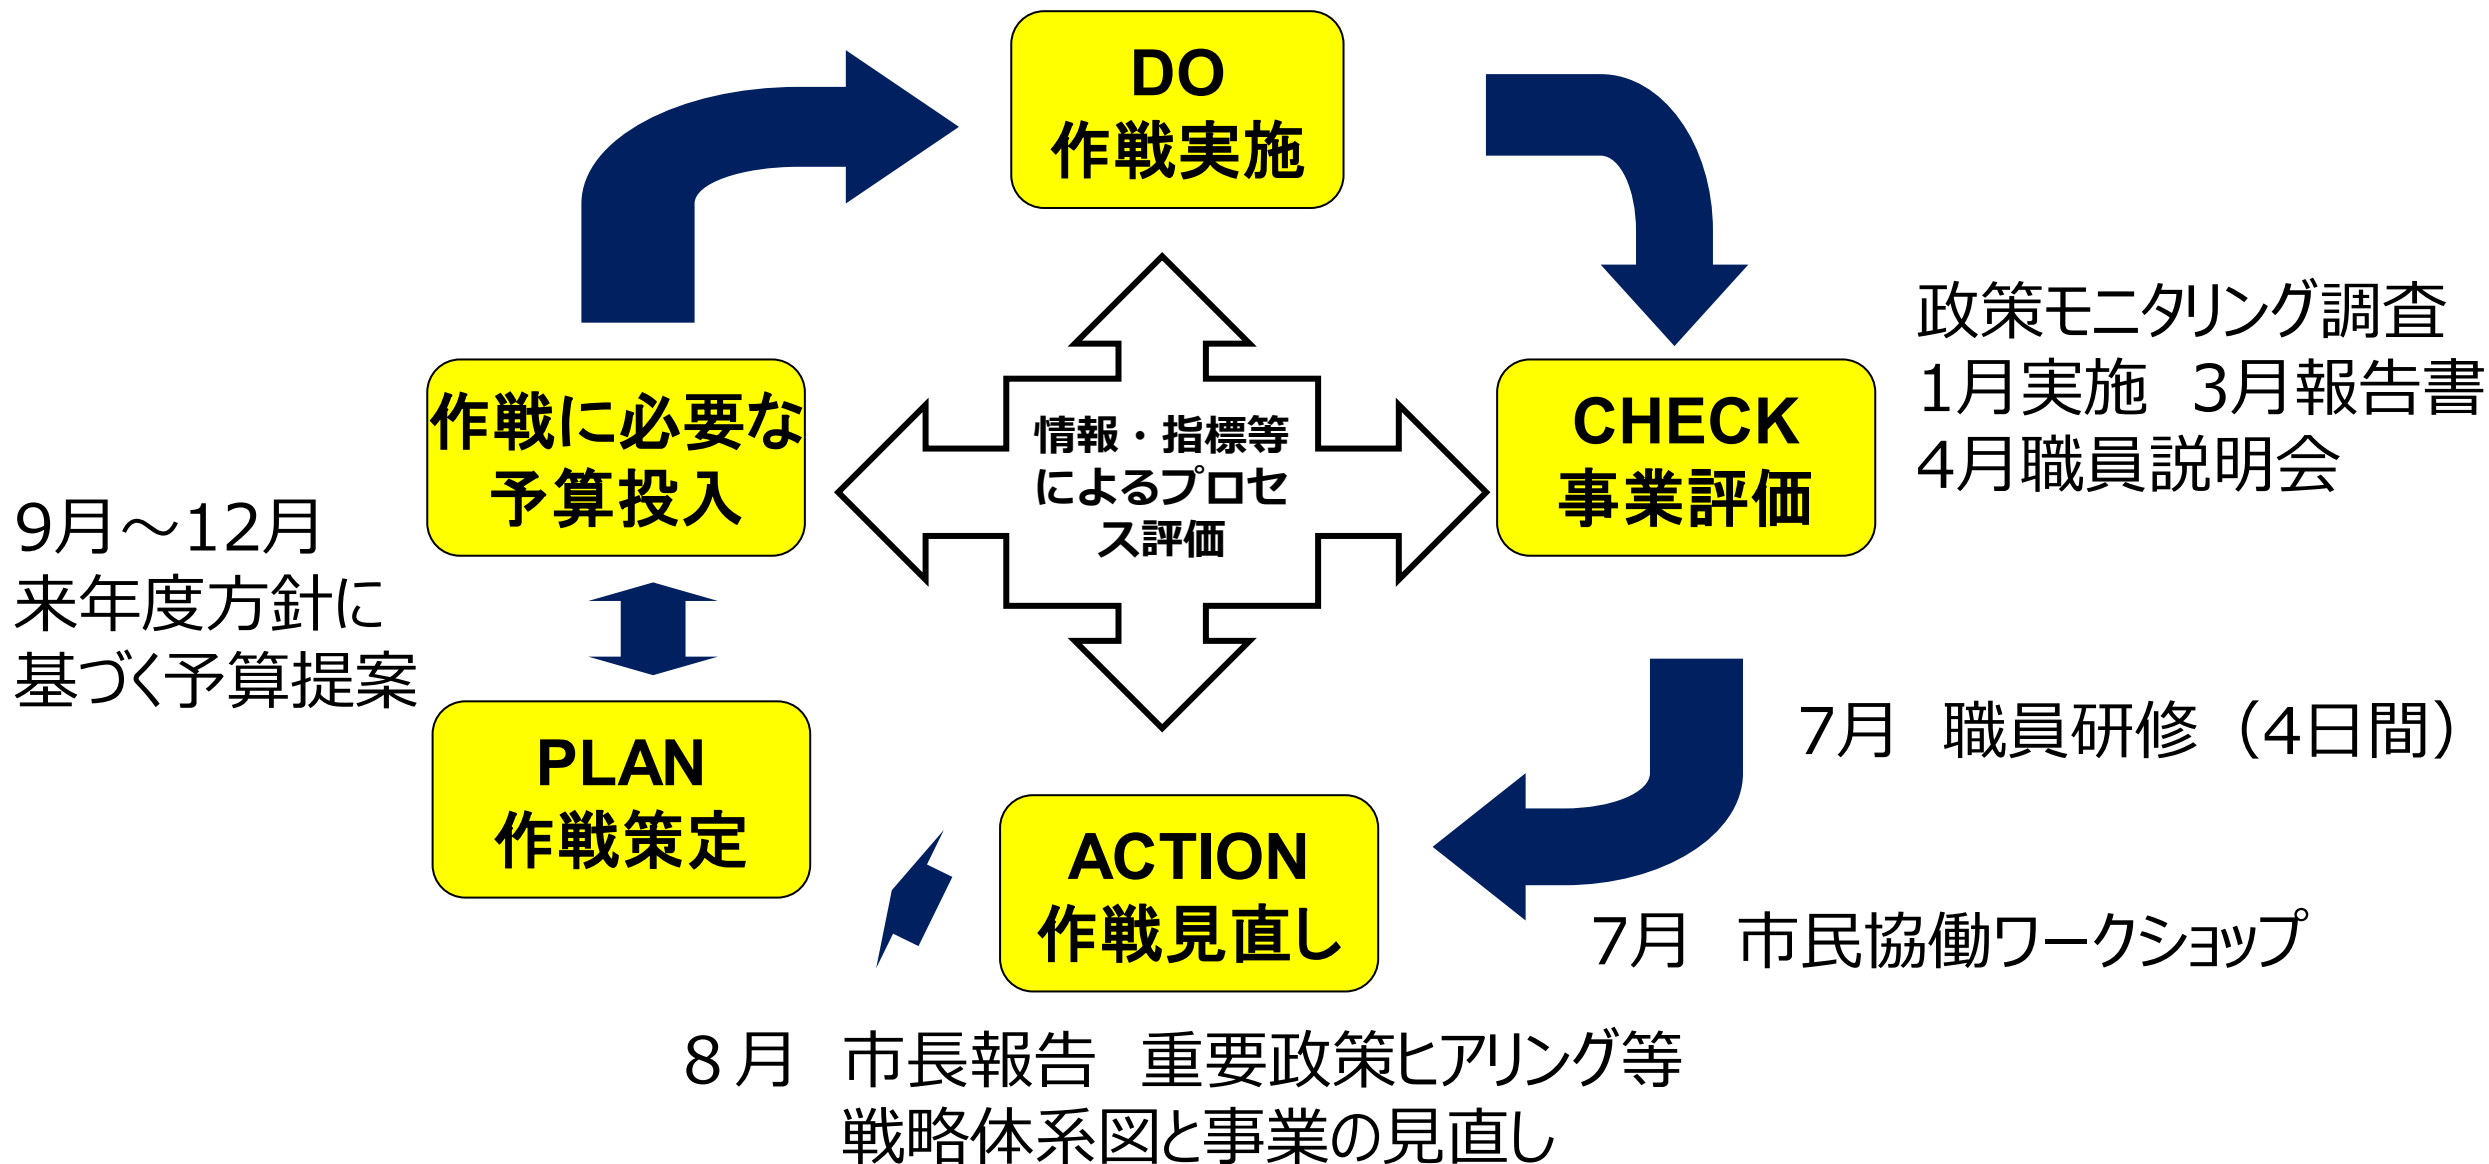 DO
作戦実施
政策モニタリング調査
1月実施　3月報告書
4月職員説明会
作戦に必要な
予算投入
情報・指標等
によるプロセ
ス評価
CHECK
事業評価
9月～12月
来年度方針に
基づく予算提案
PLAN
作戦策定
7月　職員研修（4日間）
ACTION
作戦見直し
7月　市民協働ワークショップ
８月　市長報告　重要政策ヒアリング等
戦略体系図と事業の見直し